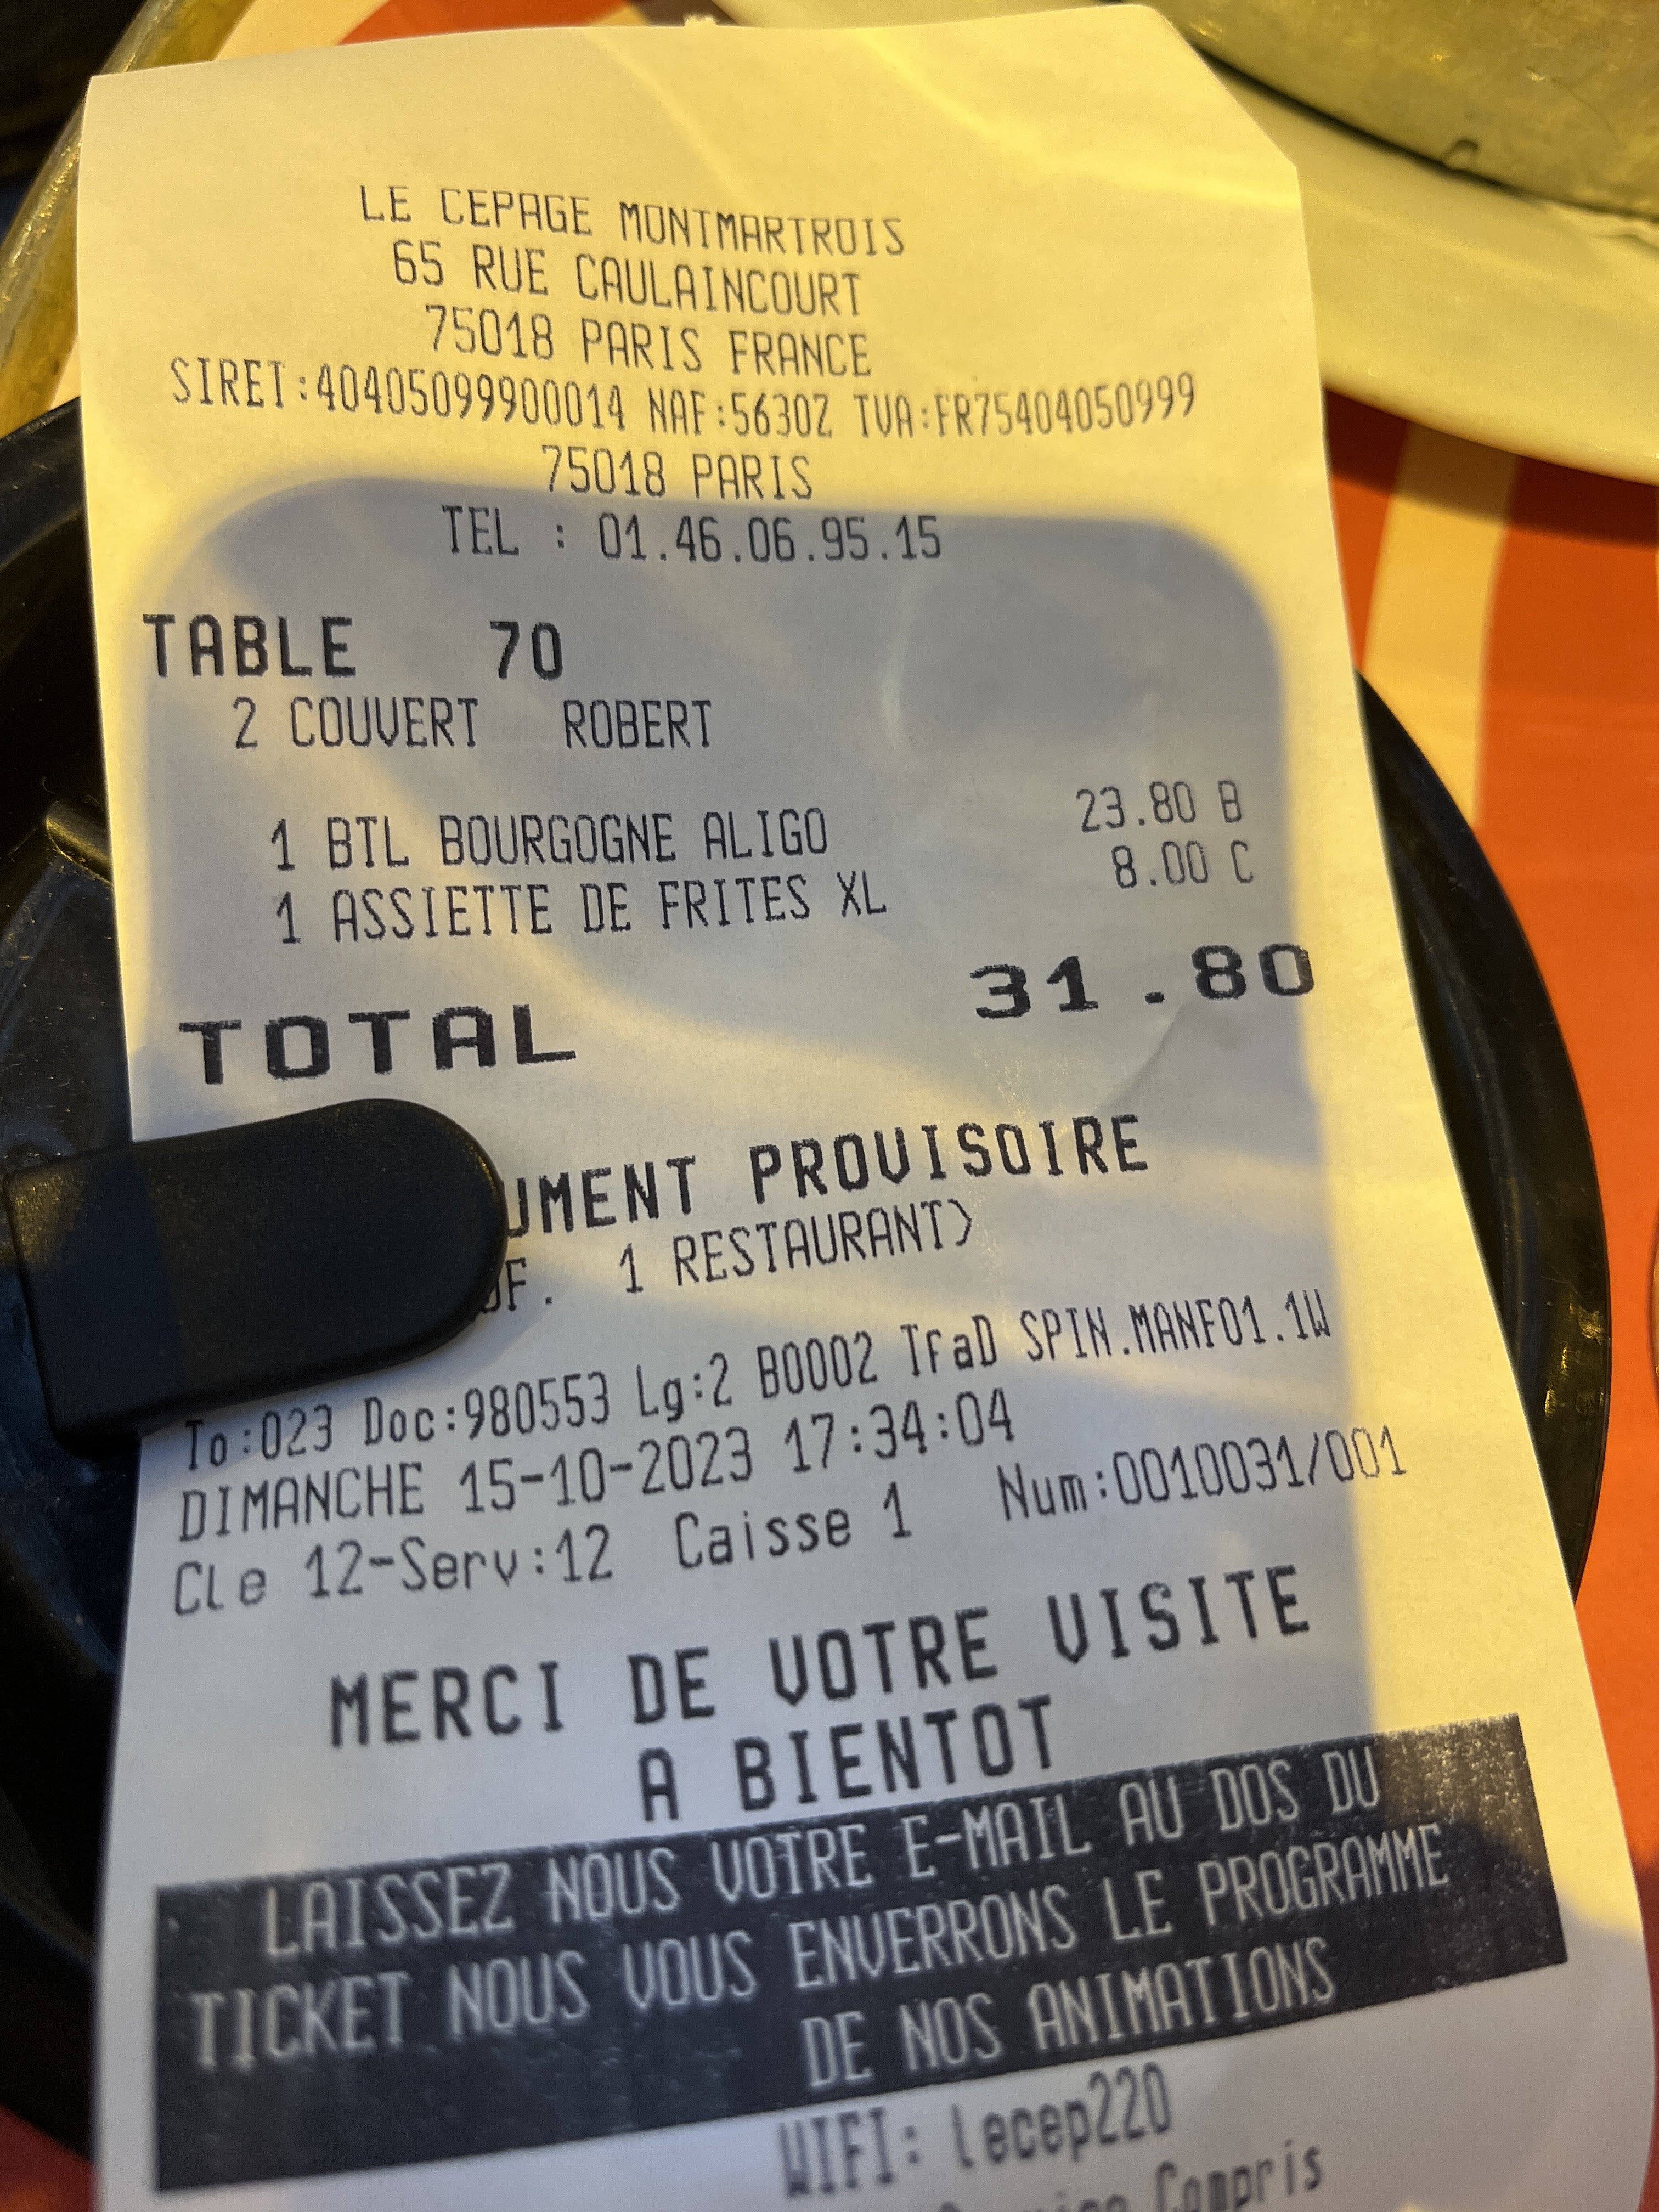 LE CEPAGE MONTMARTROIS
65 RUE CAULAINCOURT
75018 PARIS FRANCE
SIRET:40405099900014 NAF:5630Z TVA:FR75404050999
75018 PARIS
TEL : 01.46.06.95.15
TABLE 70
2 COUVERT ROBERT
1 BTL BOURGOGNE ALIGO 23.80 B
1 ASSIETTE DE FRITES XL 8.00 C
TOTAL 31.80
UMENT PROVISOIRE
F. 1 RESTAURANT)
To:023 Doc:980553 Lg:2 B0002 TFaD SPIN.MANF01.1W
DIMANCHE 15-10-2023 17:34:04
Cle 12-Serv:12 Caisse 1 Num:0010031/001
MERCI DE VOTRE VISITE
A BIENTOT
LAISSEZ NOUS VOTRE E-MAIL AU DOS DU
TICKET NOUS VOUS ENVERRONS LE PROGRAMME
DE NOS ANIMATIONS
WIFI: lecep220
Compris